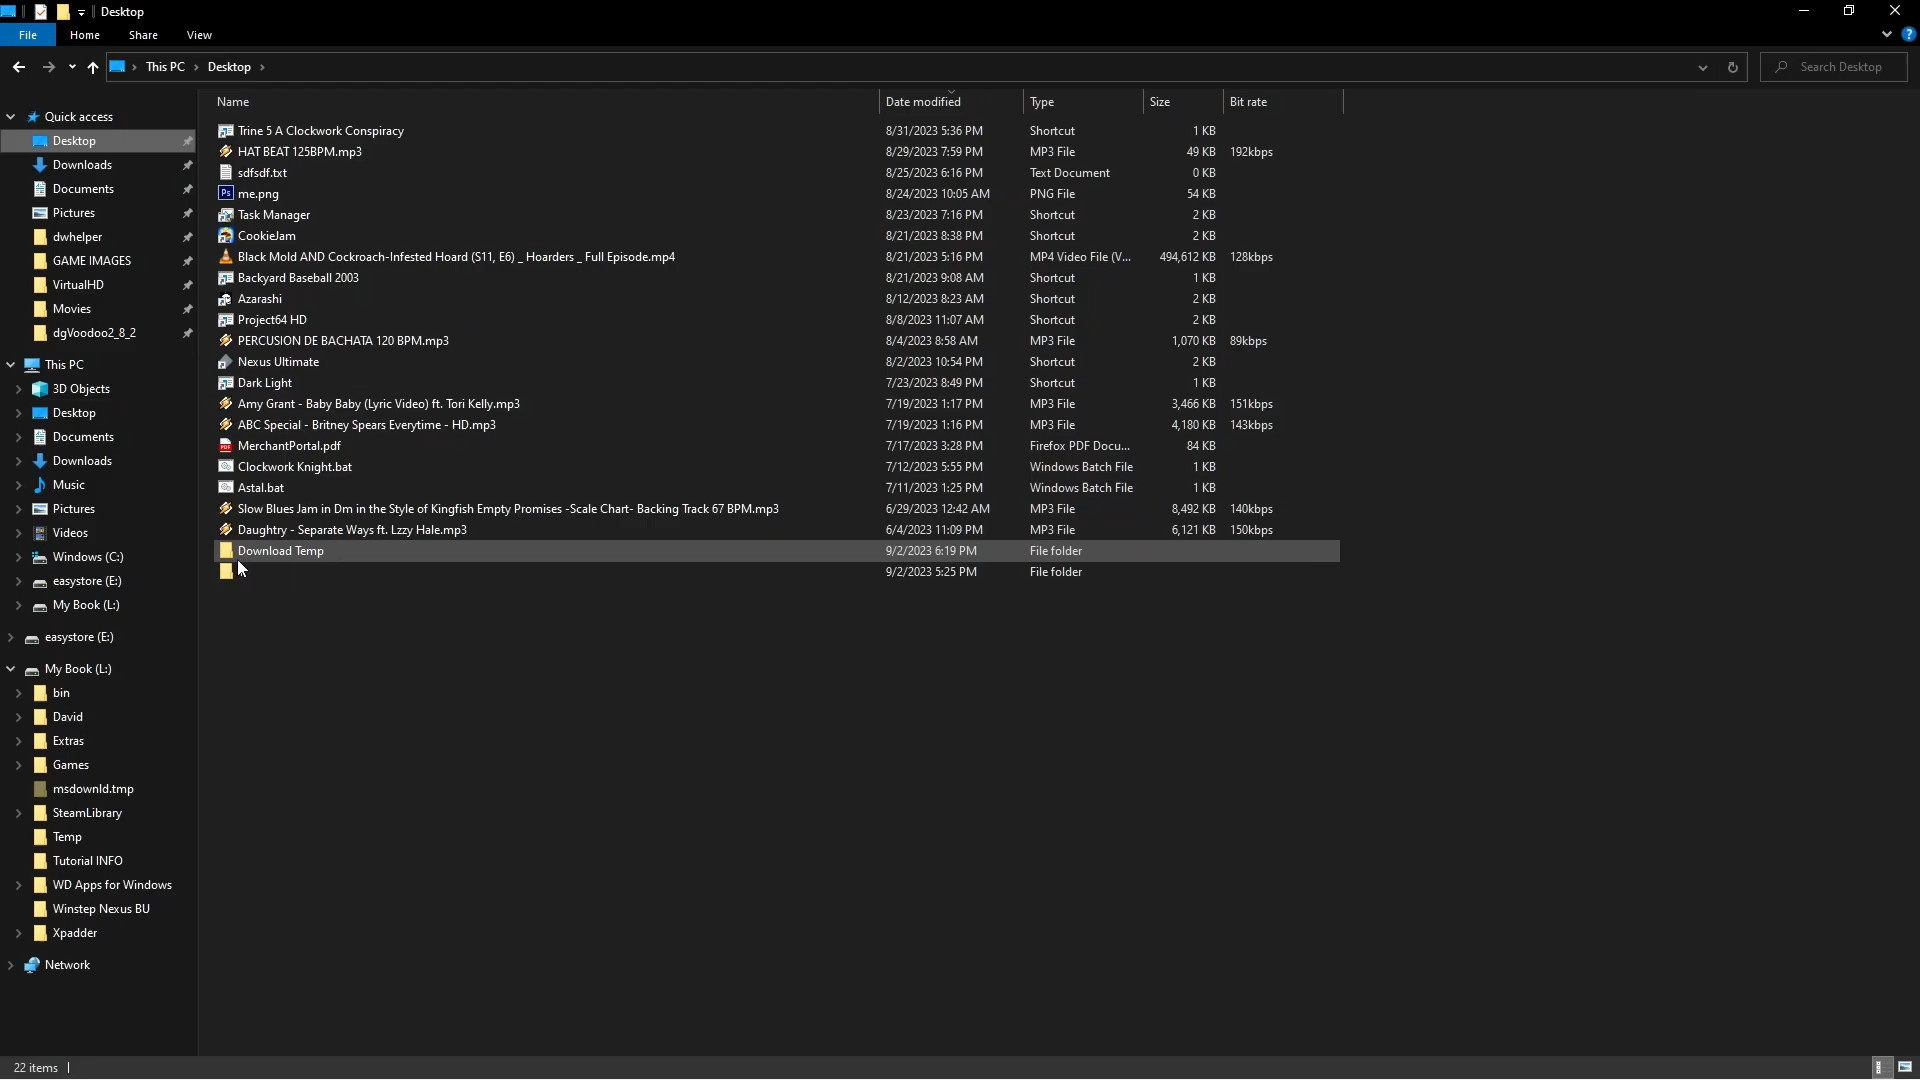 Desktop
File Home Share View
This PC Desktop Search Desktop
Name Date modified Type Size Bit rate
Trine 5 A Clockwork Conspiracy 8/31/2023 5:36 PM Shortcut 1 KB
HAT BEAT 125BPM.mp3 8/29/2023 7:59 PM MP3 File 49 KB 192kbps
sdfsdf.txt 8/25/2023 6:16 PM Text Document 0 KB
Ps me.png 8/24/2023 10:05 AM PNG File 54 KB
Task Manager 8/23/2023 7:16 PM Shortcut 2 KB
CookieJam 8/21/2023 8:38 PM Shortcut 2 KB
Black Mold AND Cockroach-Infested Hoard (S11, E6) _ Hoarders _ Full Episode.mp4 8/21/2023 5:16 PM MP4 Video File (V... 494,612 KB 128kbps
Backyard Baseball 2003 8/21/2023 9:08 AM Shortcut 1 KB
Azarashi 8/12/2023 8:23 AM Shortcut 2 KB
Project64 HD 8/8/2023 11:07 AM Shortcut 2 KB
PERCUSION DE BACHATA 120 BPM.mp3 8/4/2023 8:58 AM MP3 File 1,070 KB 89kbps
Nexus Ultimate 8/2/2023 10:54 PM Shortcut 2 KB
Dark Light 7/23/2023 8:49 PM Shortcut 1 KB
Amy Grant - Baby Baby (Lyric Video) ft. Tori Kelly.mp3 7/19/2023 1:17 PM MP3 File 3,466 KB 151kbps
ABC Special - Britney Spears Everytime - HD.mp3 7/19/2023 1:16 PM MP3 File 4,180 KB 143kbps
MerchantPortal.pdf 7/17/2023 3:28 PM Firefox PDF Docu... 84 KB
Clockwork Knight.bat 7/12/2023 5:55 PM Windows Batch File 1 KB
Astal.bat 7/11/2023 1:25 PM Windows Batch File 1 KB
Slow Blues Jam in Dm in the Style of Kingfish Empty Promises -Scale Chart- Backing Track 67 BPM.mp3 6/29/2023 12:42 AM MP3 File 8,492 KB 140kbps
Daughtry - Separate Ways ft. Lzzy Hale.mp3 6/4/2023 11:09 PM MP3 File 6,121 KB 150kbps
Download Temp 9/2/2023 6:19 PM File folder
9/2/2023 5:25 PM File folder
Quick access
Desktop
Downloads
Documents
Pictures
dwhelper
GAME IMAGES
VirtualHD
Movies
dgVoodoo2_8_2
This PC
3D Objects
Desktop
Documents
Downloads
Music
Pictures
Videos
Windows (C:)
easystore (E:)
My Book (L:)
easystore (E:)
My Book (L:)
bin
David
Extras
Games
msdownld.tmp
SteamLibrary
Temp
Tutorial INFO
WD Apps for Windows
Winstep Nexus BU
Xpadder
Network
22 items